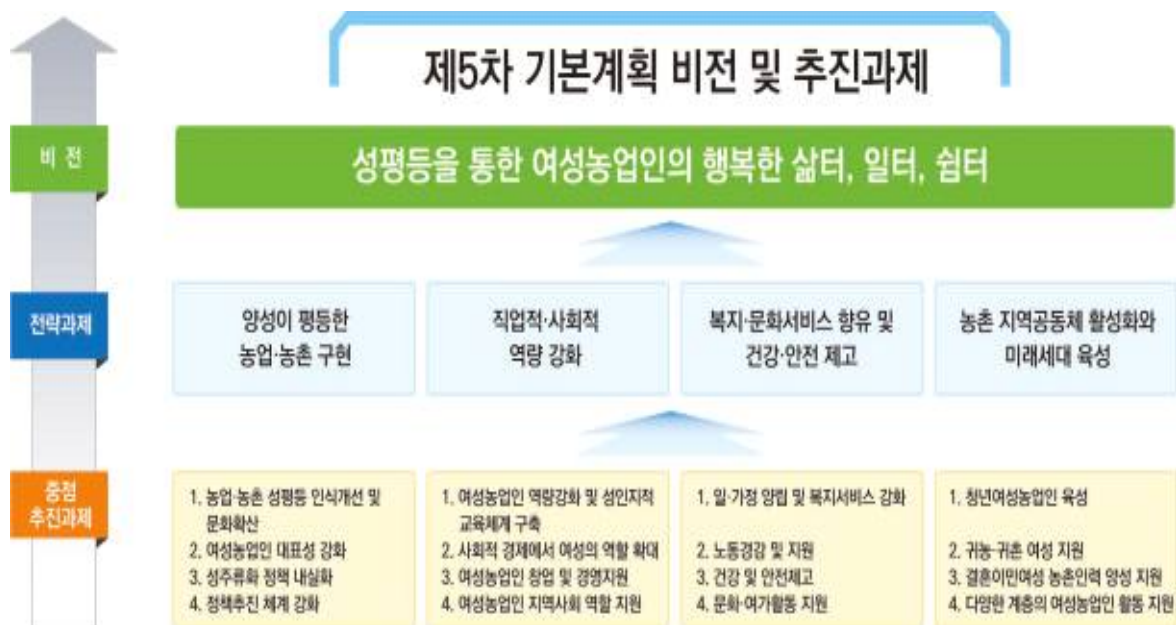 제5차 기본계획 비전 및 추진과제
비 전
성평등을 통한 여성농업인의 행복한 삶터, 일터, 쉼터
전략과제
양성이 평등한
농업·농촌 구현
직업적·사회적
역량 강화
복지·문화서비스 향유 및
건강·안전 제고
농촌 지역공동체 활성화와
미래세대 육성
중점
추진과제
1. 농업·농촌 성평등 인식개선 및
문화확산
2. 여성농업인 대표성 강화
3. 성주류화 정책 내실화
4. 정책추진 체계 강화
1. 여성농업인 역량강화 및 성인지적
교육체계 구축
2. 사회적 경제에서 여성의 역할 확대
3. 여성농업인 창업 및 경영지원
4. 여성농업인 지역사회 역할 지원
1. 일·가정 양립 및 복지서비스 강화
2. 노동경감 및 지원
3. 건강 및 안전제고
4. 문화·여가활동 지원
1. 청년여성농업인 육성
2. 귀농·귀촌 여성 지원
3. 결혼이민여성 농촌인력 양성 지원
4. 다양한 계층의 여성농업인 활동 지원